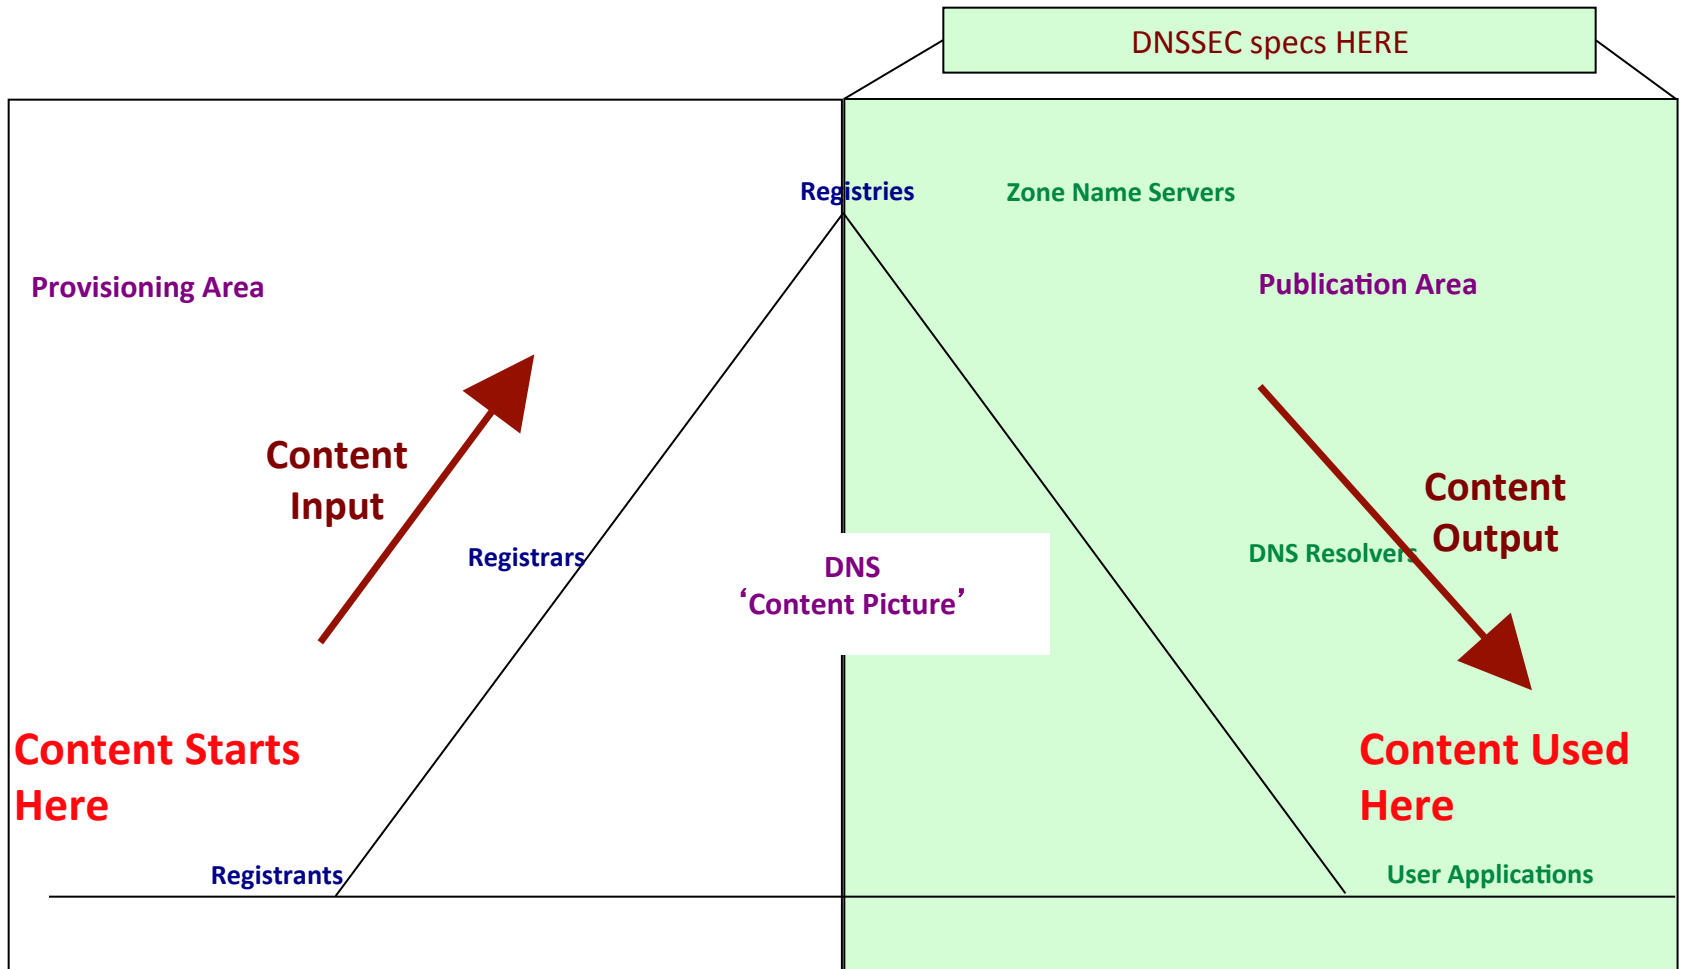 DNSSEC specs HERE
Registries
Zone Name Servers
Provisioning Area
Publication Area
Content
Input
Content
Output
Registrars
DNS Resolvers
DNS
‘Content Picture’
Content Starts
Here
Content Used
Here
Registrants
User Applications